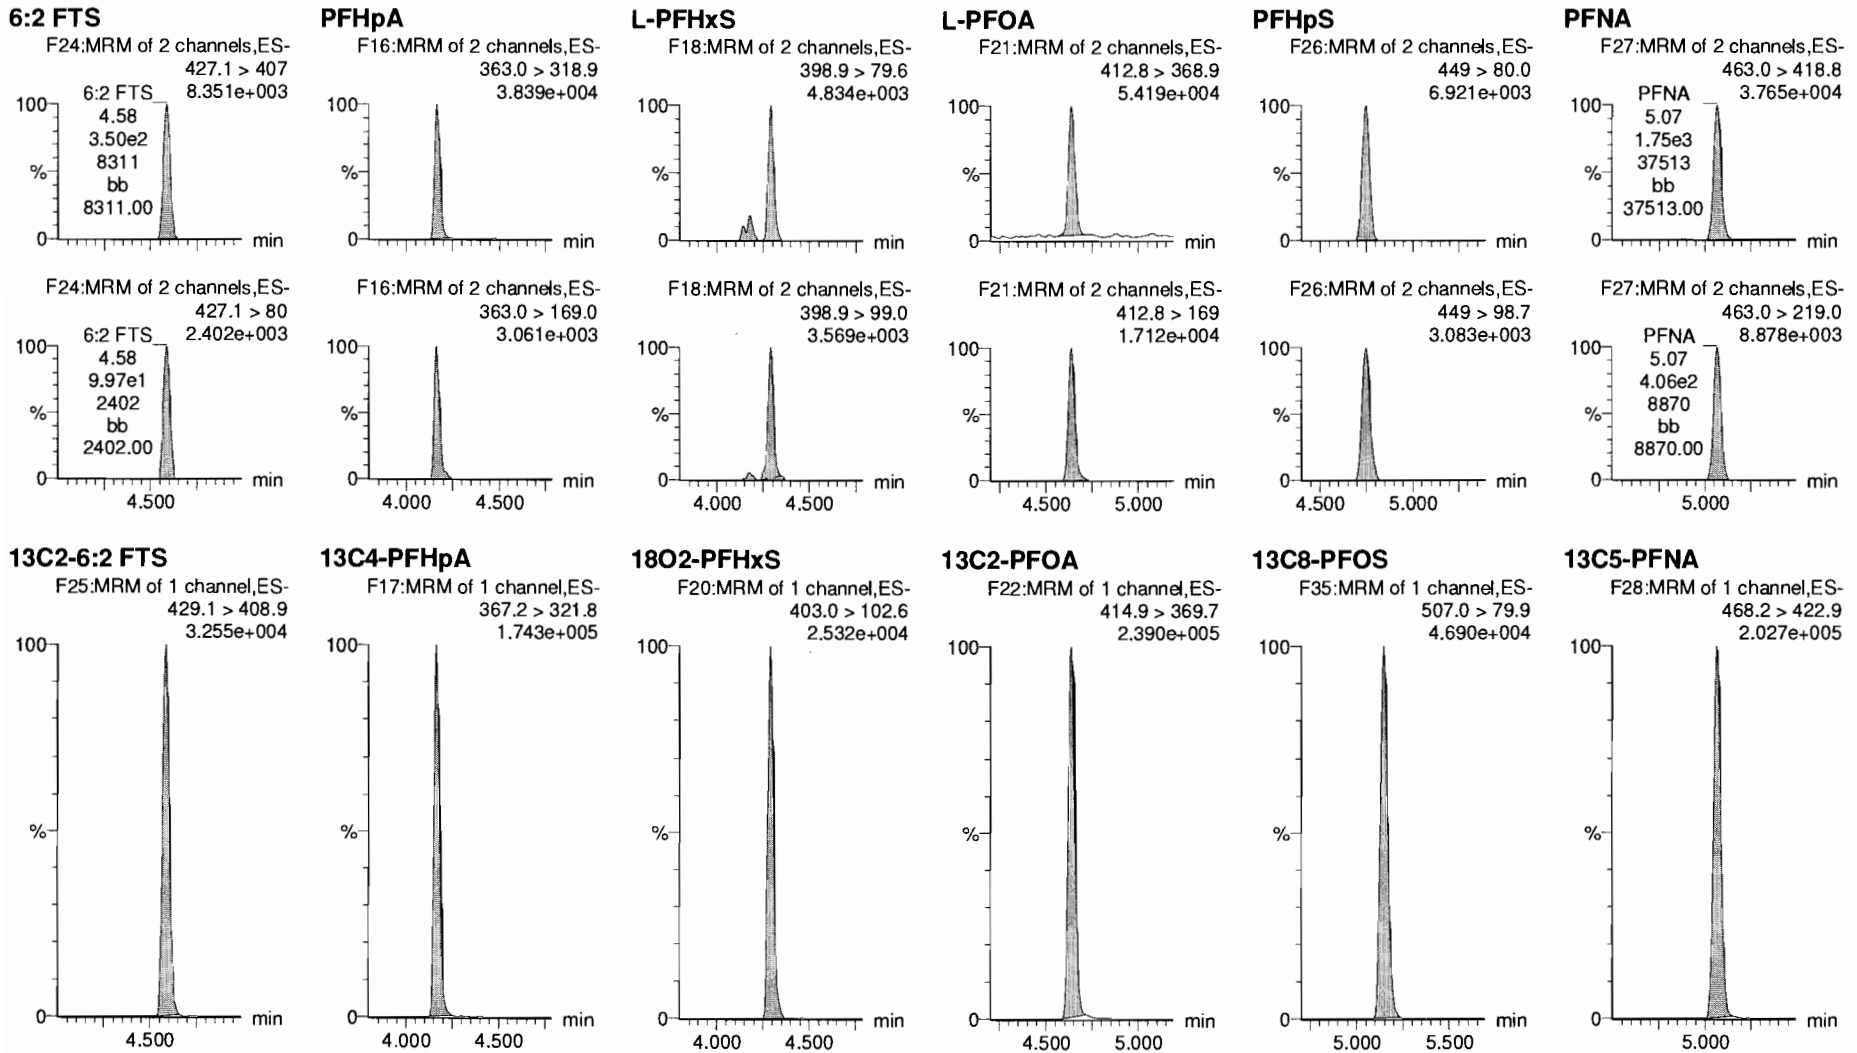 6:2 FTS
F24:MRM of 2 channels,ES-
427.1 > 407
8.351e+003
6:2 FTS
4.58
3.50e2
8311
bb
8311.00
100
%
0
min
PFHpA
F16:MRM of 2 channels,ES-
363.0 > 318.9
3.839e+004
100
%
0
min
L-PFHxS
F18:MRM of 2 channels,ES-
398.9 > 79.6
4.834e+003
100
%
0
min
L-PFOA
F21:MRM of 2 channels,ES-
412.8 > 368.9
5.419e+004
100
%
0
min
PFHpS
F26:MRM of 2 channels,ES-
449 > 80.0
6.921e+003
100
%
0
min
PFNA
F27:MRM of 2 channels,ES-
463.0 > 418.8
3.765e+004
PFNA
5.07
1.75e3
37513
bb
37513.00
100
%
0
min
F24:MRM of 2 channels,ES-
427.1 > 80
2.402e+003
6:2 FTS
4.58
9.97e1
2402
bb
2402.00
100
%
0
min
4.500
F16:MRM of 2 channels,ES-
363.0 > 169.0
3.061e+003
100
%
0
min
4.000 4.500
F18:MRM of 2 channels,ES-
398.9 > 99.0
3.569e+003
100
%
0
min
4.000 4.500
F21:MRM of 2 channels,ES-
412.8 > 169
1.712e+004
100
%
0
min
4.500 5.000
F26:MRM of 2 channels,ES-
449 > 98.7
3.083e+003
100
%
0
min
4.500 5.000
F27:MRM of 2 channels,ES-
463.0 > 219.0
8.878e+003
PFNA
5.07
4.06e2
8870
bb
8870.00
100
%
0
min
5.000
13C2-6:2 FTS
F25:MRM of 1 channel,ES-
429.1 > 408.9
3.255e+004
100
%
0
min
4.500
13C4-PFHpA
F17:MRM of 1 channel,ES-
367.2 > 321.8
1.743e+005
100
%
0
min
4.000 4.500
18O2-PFHxS
F20:MRM of 1 channel,ES-
403.0 > 102.6
2.532e+004
100
%
0
min
4.000 4.500
13C2-PFOA
F22:MRM of 1 channel,ES-
414.9 > 369.7
2.390e+005
100
%
0
min
4.500 5.000
13C8-PFOS
F35:MRM of 1 channel,ES-
507.0 > 79.9
4.690e+004
100
%
0
min
5.000 5.500
13C5-PFNA
F28:MRM of 1 channel,ES-
468.2 > 422.9
2.027e+005
100
%
0
min
5.000